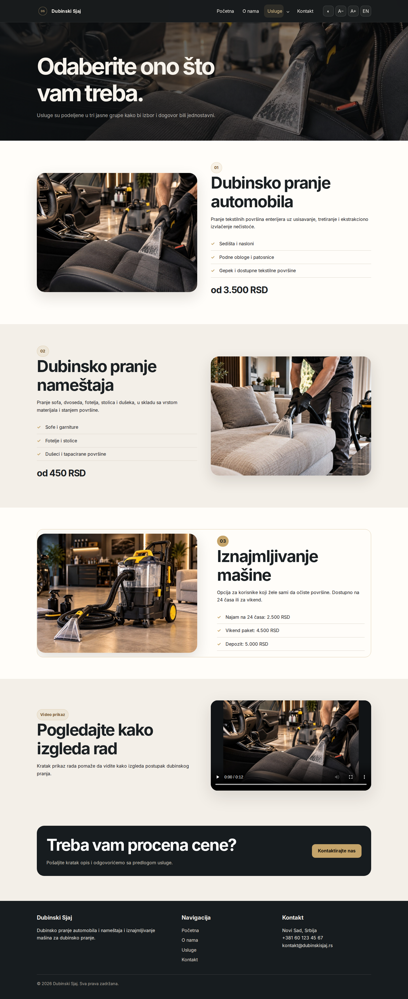 DS
Dubinski Sjaj
Početna
O nama
Usluge
Kontakt
A−
A+
EN
Odaberite ono što
vam treba.
Usluge su podeljene u tri jasne grupe kako bi izbor i dogovor bili jednostavni.
01
Dubinsko pranje
automobila
Pranje tekstilnih površina enterijera uz usisavanje, tretiranje i ekstrakciono
izvlačenje nečistoće.
Sedišta i nasloni
Podne obloge i patosnice
Gepek i dostupne tekstilne površine
od 3.500 RSD
02
Dubinsko pranje
nameštaja
Pranje sofa, dvoseda, fotelja, stolica i dušeka, u skladu sa vrstom
materijala i stanjem površine.
Sofe i garniture
Fotelje i stolice
Dušeci i tapacirane površine
od 450 RSD
03
Iznajmljivanje
mašine
Opcija za korisnike koji žele sami da očiste površine. Dostupno na
24 časa ili za vikend.
Najam na 24 časa: 2.500 RSD
Vikend paket: 4.500 RSD
Depozit: 5.000 RSD
Video prikaz
Pogledajte kako
izgleda rad
Kratak prikaz rada pomaže da vidite kako izgleda postupak dubinskog
pranja.
0:00 / 0:12
Treba vam procena cene?
Pošaljite kratak opis i odgovorićemo sa predlogom usluge.
Kontaktirajte nas
Dubinski Sjaj
Dubinsko pranje automobila i nameštaja i iznajmljivanje
mašina za dubinsko pranje.
Navigacija
Početna
O nama
Usluge
Kontakt
Kontakt
Novi Sad, Srbija
+381 60 123 45 67
kontakt@dubinskisjaj.rs
© 2026 Dubinski Sjaj. Sva prava zadržana.